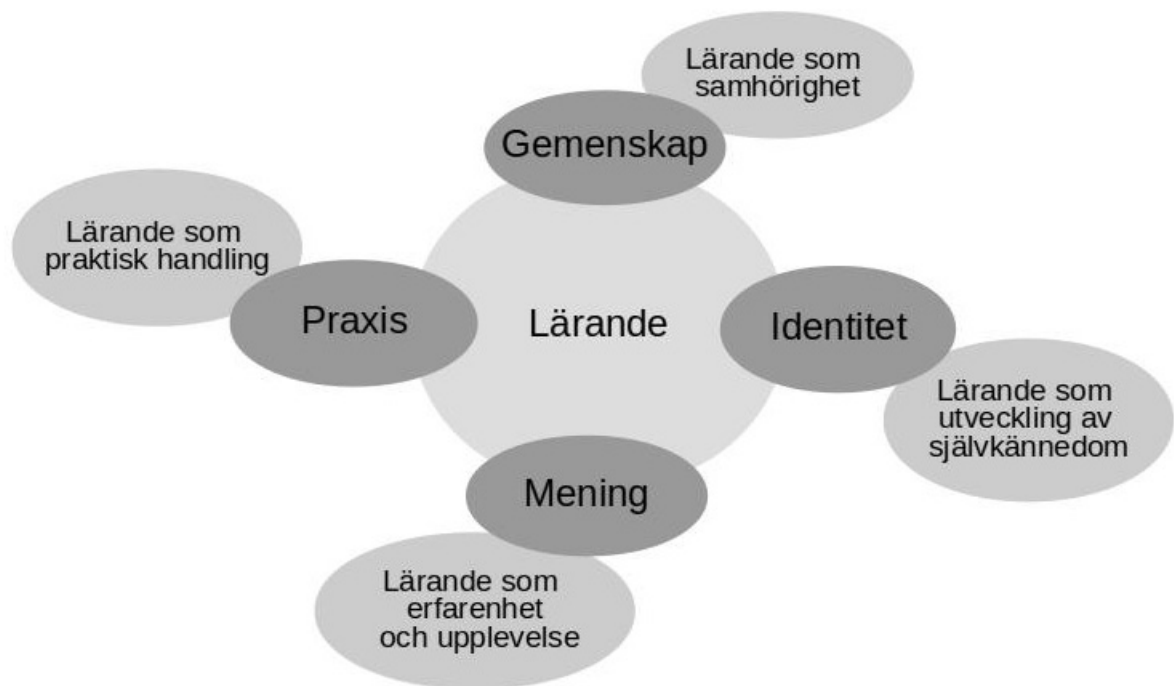 Lärande som
samhörighet
Gemenskap
Lärande som
praktisk handling
Praxis
Lärande
Identitet
Lärande som
utveckling av
självkännedom
Mening
Lärande som
erfarenhet
och upplevelse